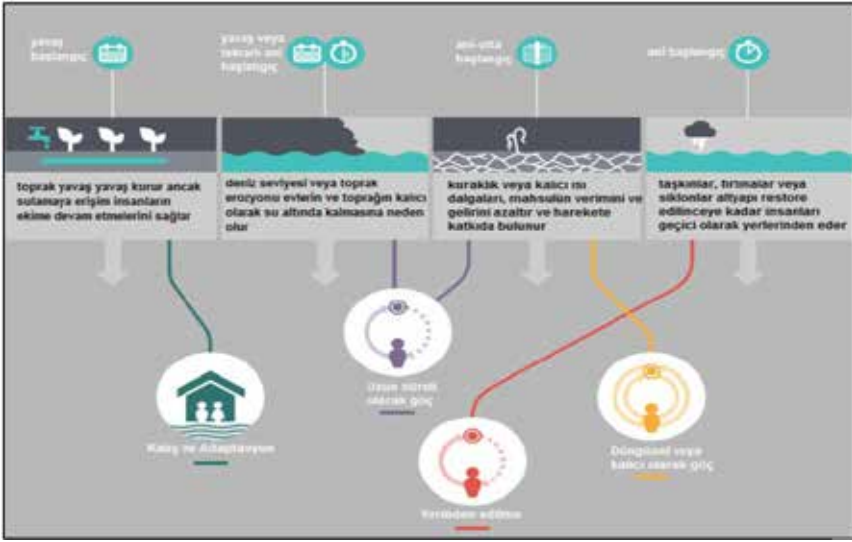 yavaş
başlangıç
yavaş veya
tekrarlı ani
başlangıç
ani-orta
başlangıç
ani başlangıç
toprak yavaş yavaş kurur ancak
sulamaya erişim insanların
ekime devam etmelerini sağlar
deniz seviyesi veya toprak
erozyonu evlerin ve toprağın kalıcı
olarak su altında kalmasına neden
olur
kuraklık veya kalıcı ısı
dalgaları, mahsulün verimini ve
gelirini azaltır ve harekete
katkıda bulunur
taşkınlar, fırtınalar veya
siklonlar altyapı restore
edilinceye kadar insanları
geçici olarak yerlerinden eder
Uzun süreli
olarak göç
Kalış ve Adaptasyon
Döngüsel veya
kalıcı olarak göç
Yerinden edilme